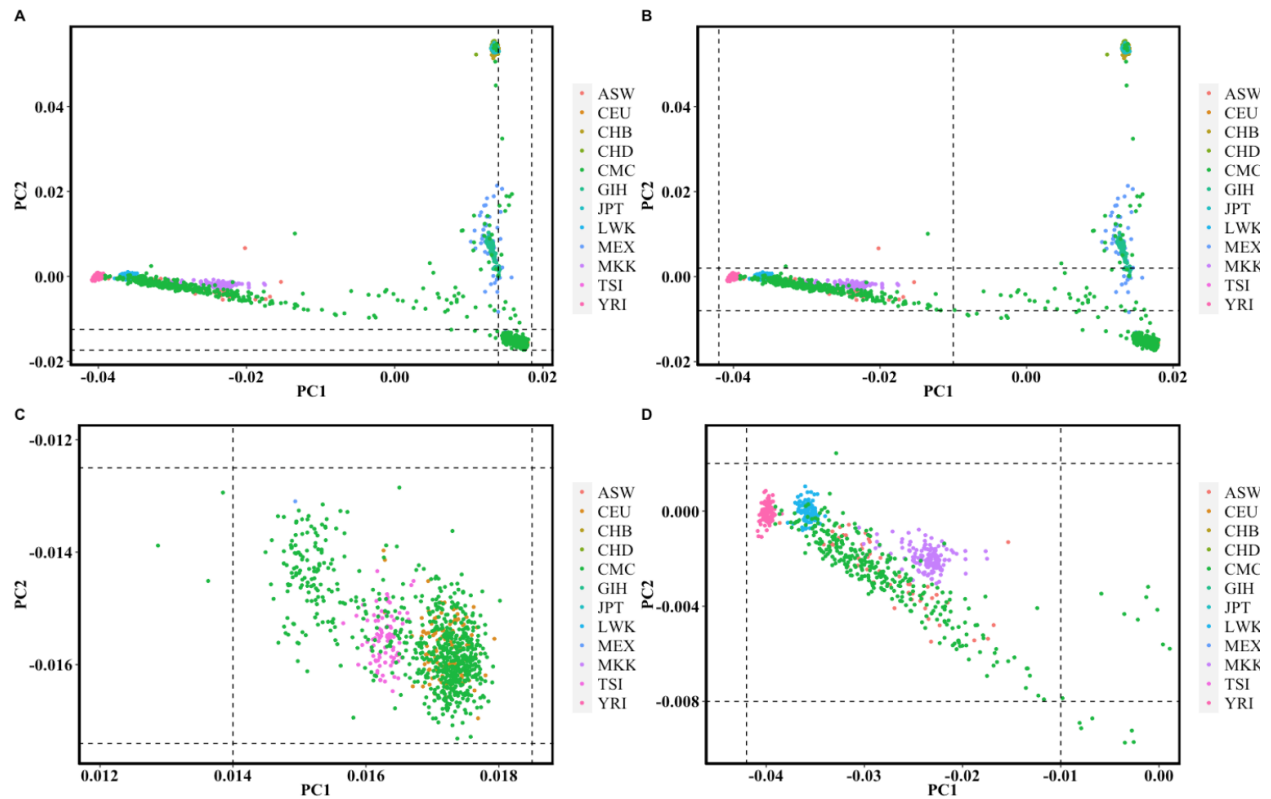 A
PC2
0.04
0.02
0.00
-0.02
-0.04
-0.02
0.00
0.02
PC1
ASW
CEU
CHB
CHD
CMC
GIH
JPT
LWK
MEX
MKK
TSI
YRI
B
PC2
0.04
0.02
0.00
-0.02
-0.04
-0.02
0.00
0.02
PC1
ASW
CEU
CHB
CHD
CMC
GIH
JPT
LWK
MEX
MKK
TSI
YRI
C
PC2
-0.012
-0.014
-0.016
0.012
0.014
0.016
0.018
PC1
ASW
CEU
CHB
CHD
CMC
GIH
JPT
LWK
MEX
MKK
TSI
YRI
D
PC2
0.000
-0.004
-0.008
-0.04
-0.03
-0.02
-0.01
0.00
PC1
ASW
CEU
CHB
CHD
CMC
GIH
JPT
LWK
MEX
MKK
TSI
YRI